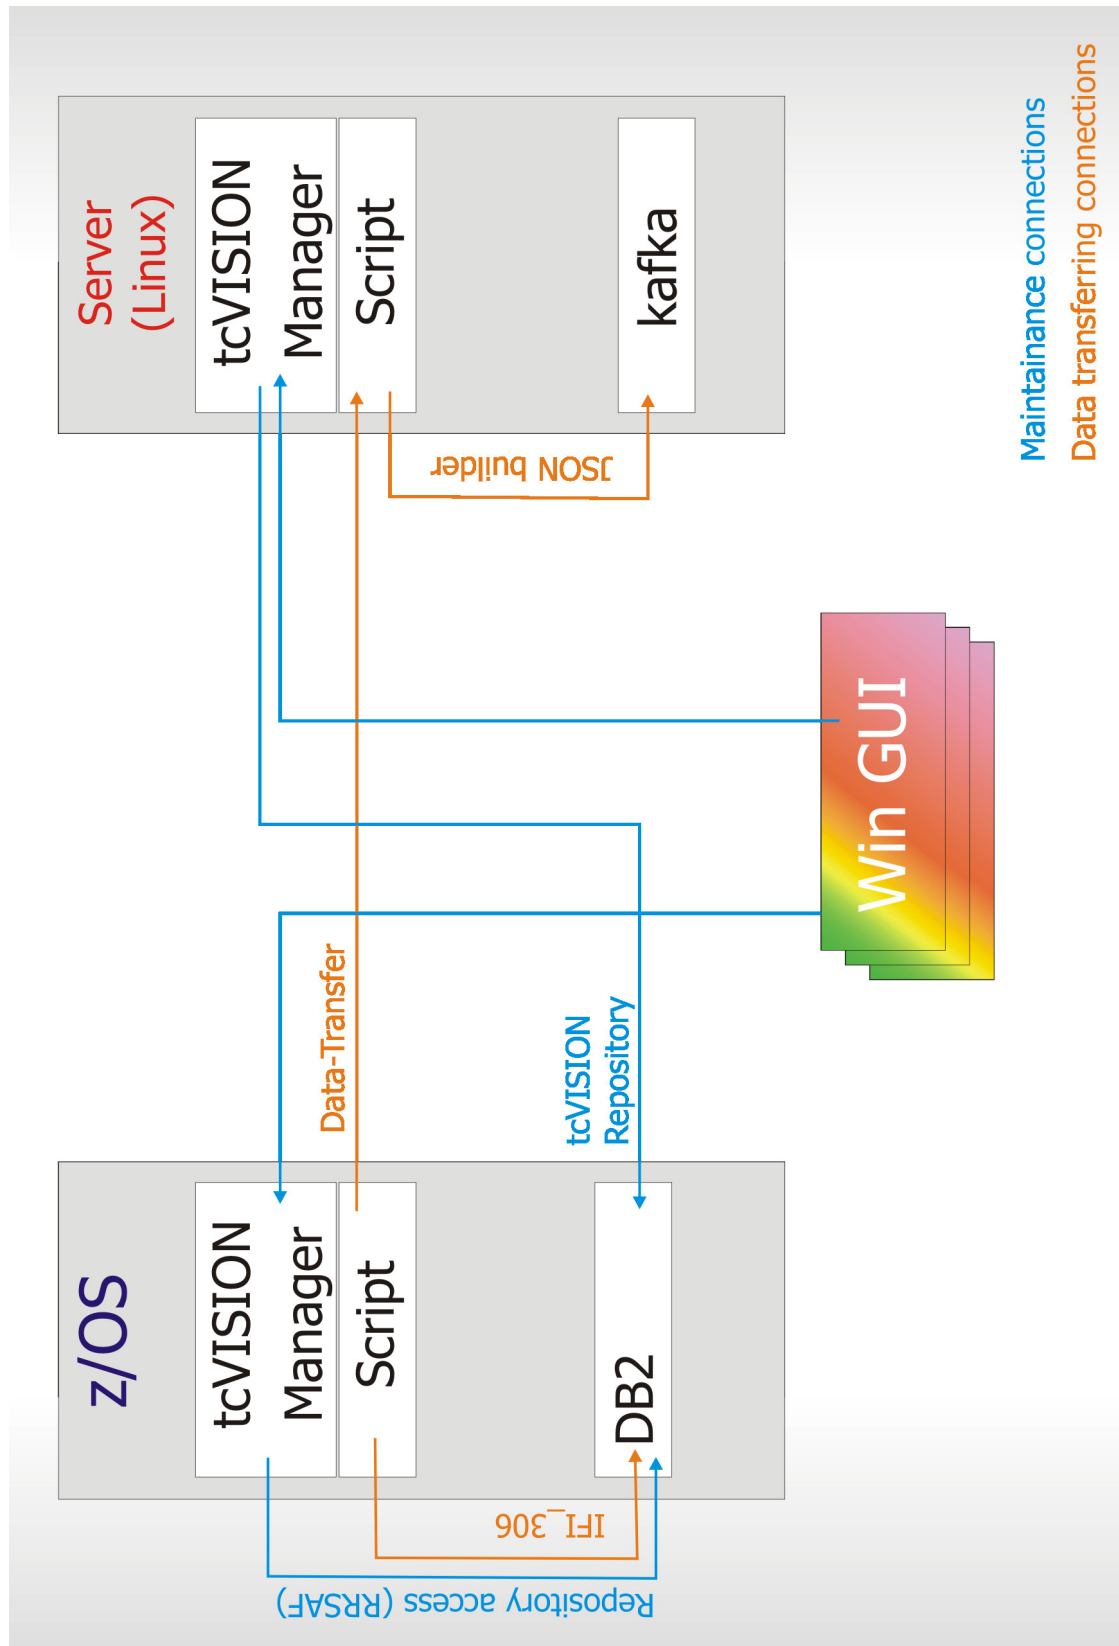 z/OS
tcVISION
Manager
Script
DB2
IFI_306
Repository access (RRSAF)
Data-Transfer
tcVISION
Repository
Win GUI
Server
(Linux)
tcVISION
Manager
Script
kafka
JSON builder
Maintainance connections
Data transferring connections